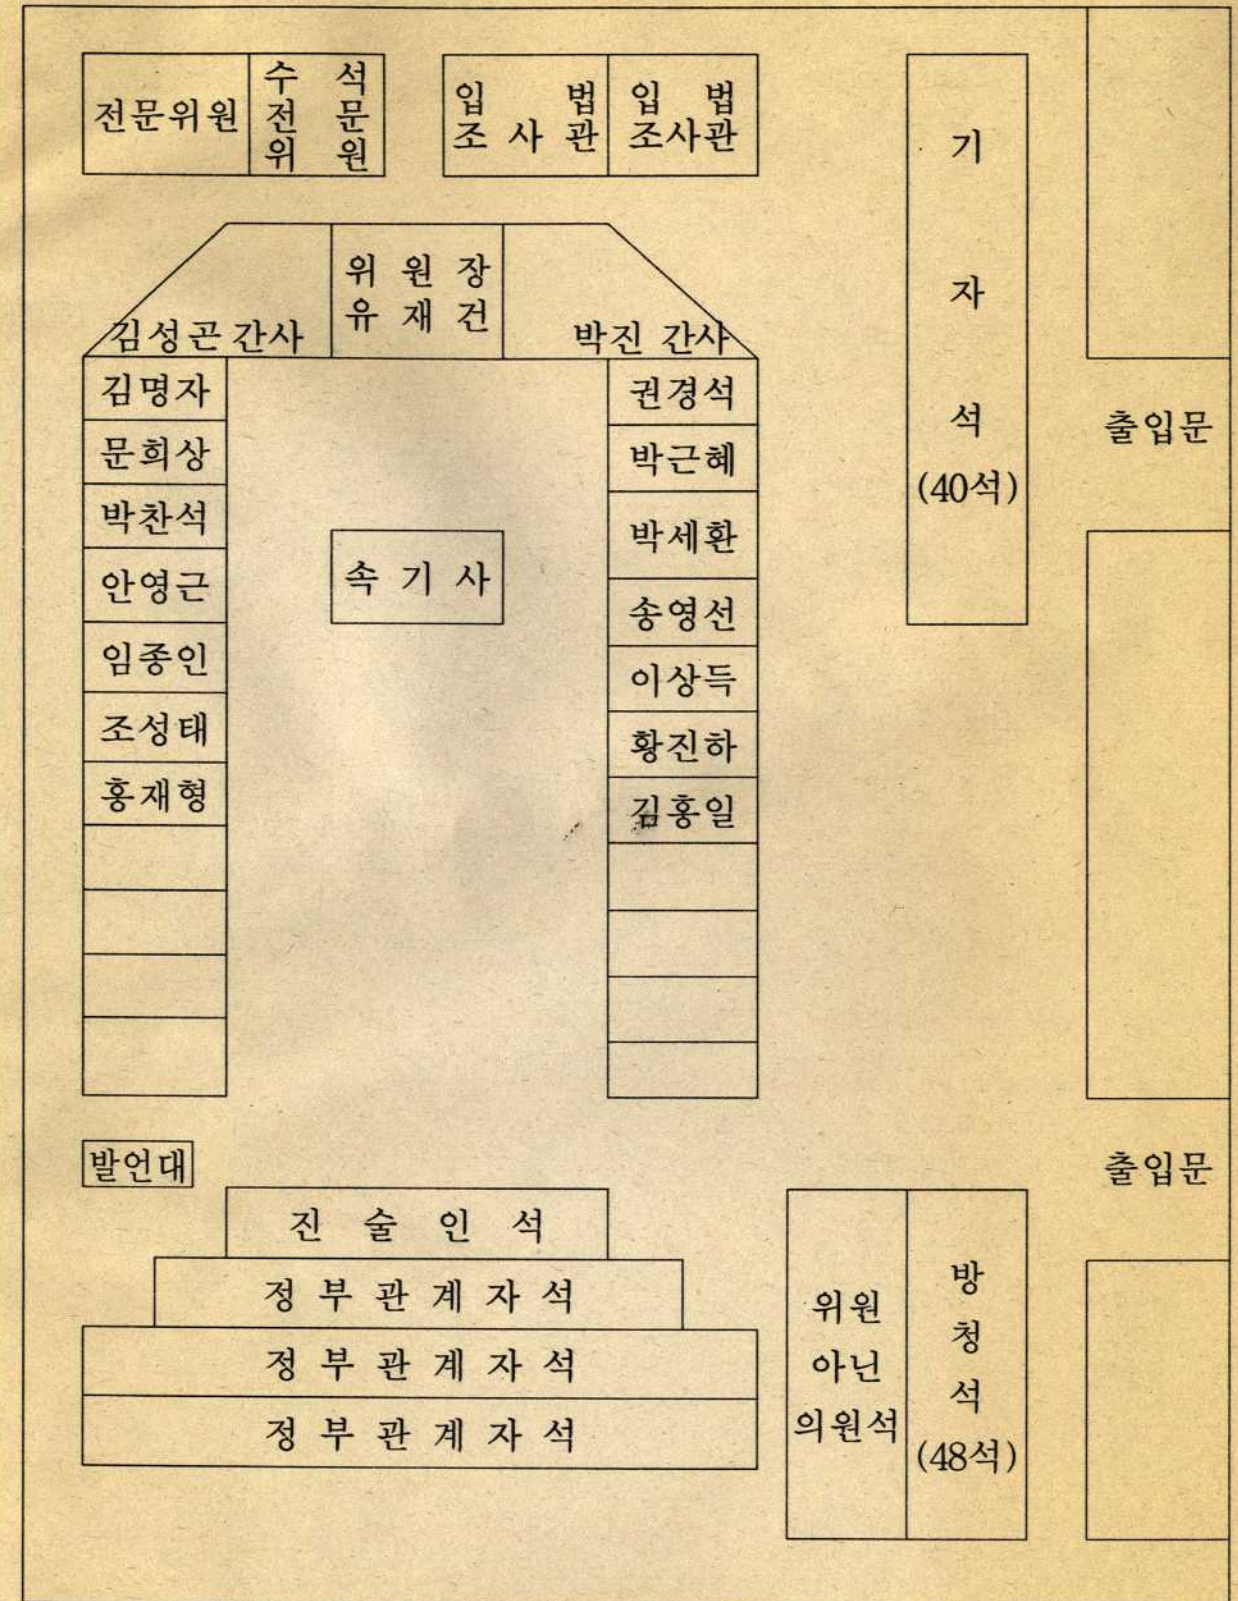 전문위원
수 석
전 문
위 원
입 법
조 사 관
입 법
조사관
기
자
석
(40석)
위 원 장
유 재 건
김성곤 간사
박진 간사
김명자
문희상
박찬석
안영근
임종인
조성태
홍재형
속 기 사
권경석
박근혜
박세환
송영선
이상득
황진하
김홍일
출입문
출입문
발언대
진 술 인 석
정 부 관 계 자 석
정 부 관 계 자 석
정 부 관 계 자 석
위원
아닌
의원석
방
청
석
(48석)